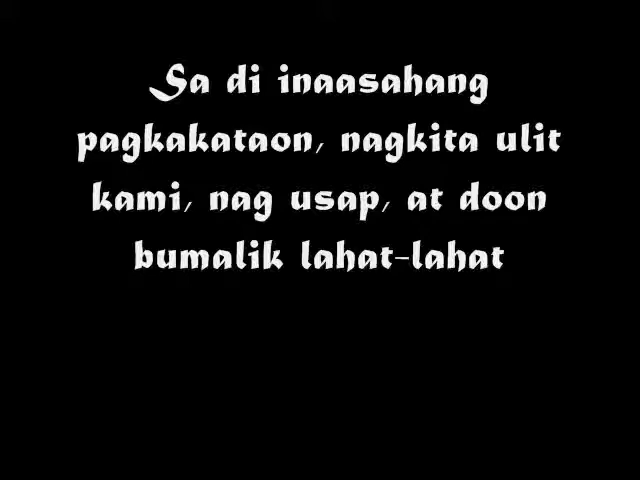 Sa di inaasahang
pagkakataon, nagkita ulit
kami, nag usap, at doon
bumalik lahat-lahat